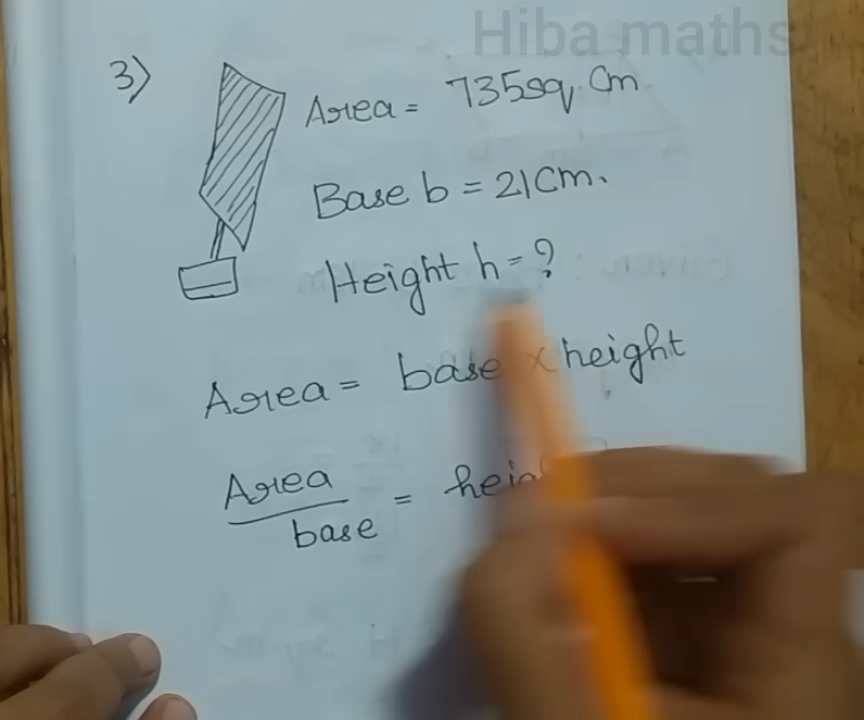 Hiba maths
3)
Area = 735sq.cm
Base b = 21cm.
Height h = ?
Area = base x height
Area
base
=